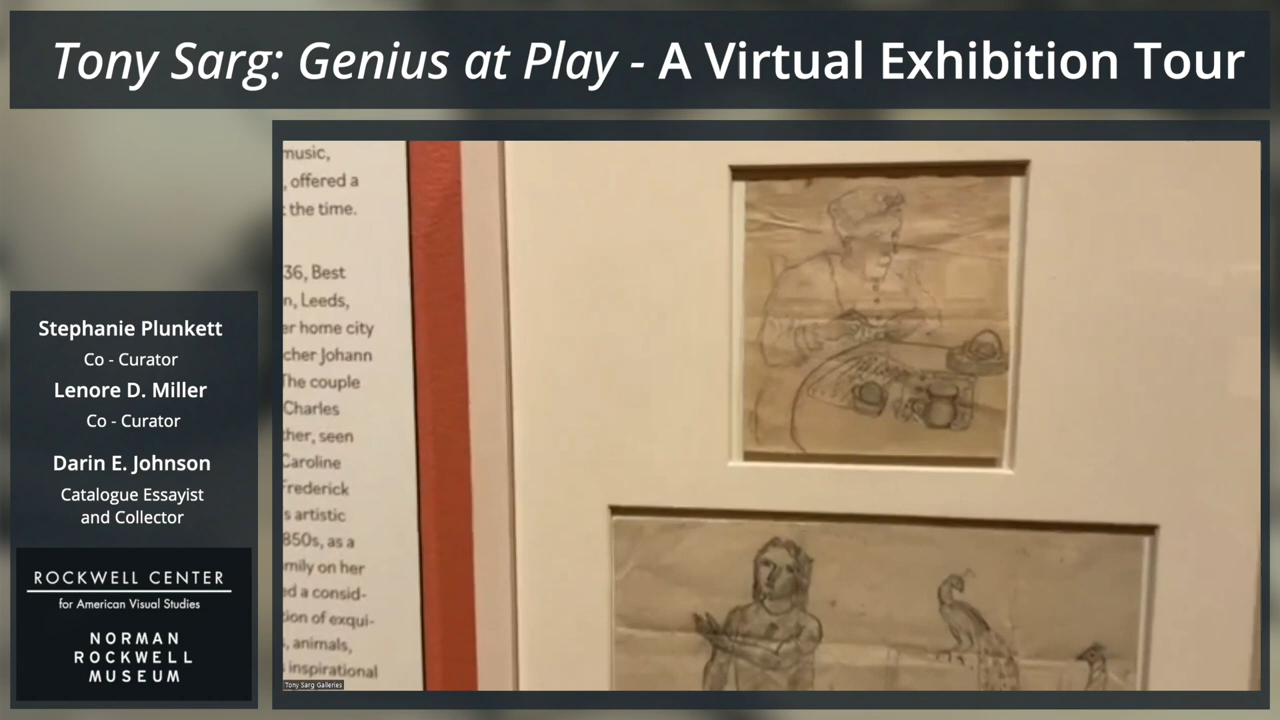 Tony Sarg: Genius at Play - A Virtual Exhibition Tour
Stephanie Plunkett
Co - Curator
Lenore D. Miller
Co - Curator
Darin E. Johnson
Catalogue Essayist
and Collector
ROCKWELL CENTER
for American Visual Studies
NORMAN
ROCKWELL
MUSEUM
music,
, offered a
the time.
36, Best
n, Leeds,
er home city
cher Johann
The couple
Charles
ther, seen
Caroline
Frederick
s artistic
850s, as a
mily on her
ed a consid-
tion of exqui-
, animals,
inspirational
Tony Sarg Galleries